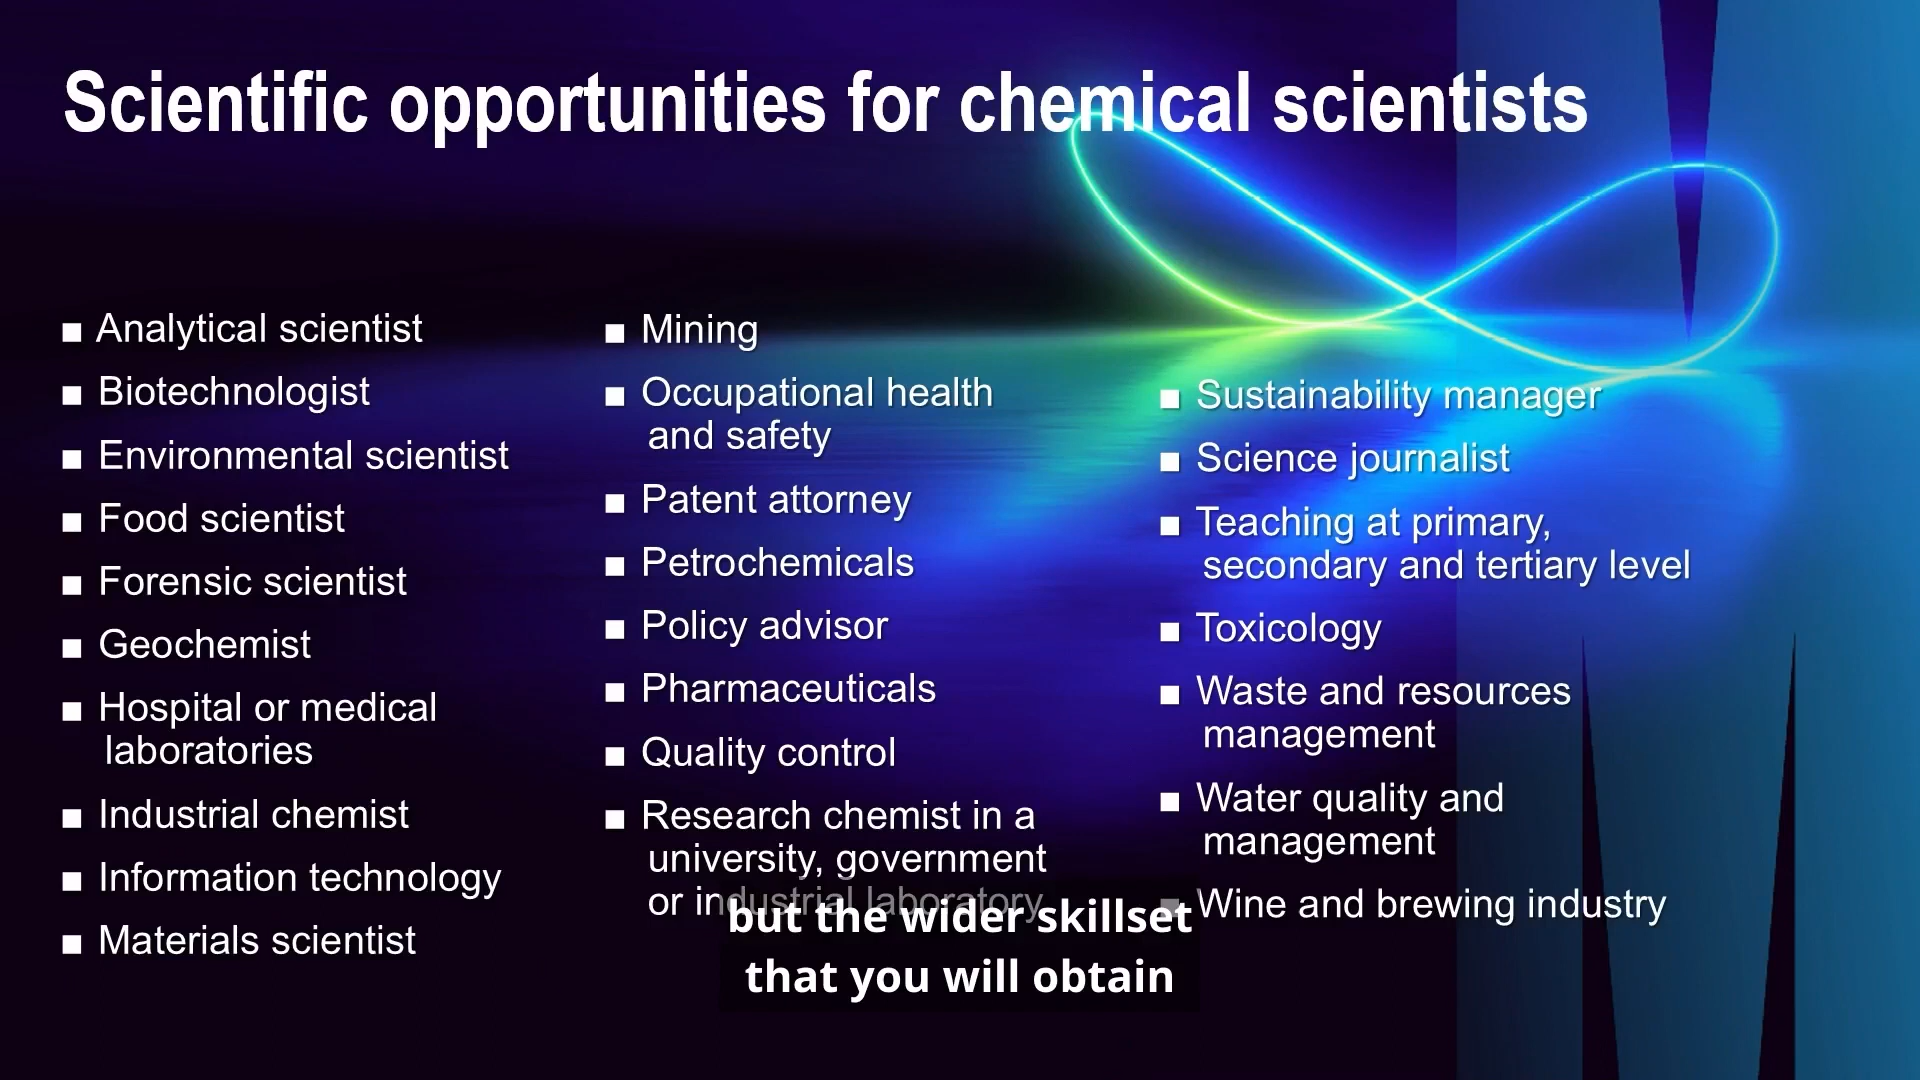 Scientific opportunities for chemical scientists
■ Analytical scientist
■ Biotechnologist
■ Environmental scientist
■ Food scientist
■ Forensic scientist
■ Geochemist
■ Hospital or medical
laboratories
■ Industrial chemist
■ Information technology
■ Materials scientist
■ Mining
■ Occupational health
and safety
■ Patent attorney
■ Petrochemicals
■ Policy advisor
■ Pharmaceuticals
■ Quality control
■ Research chemist in a
university, government
or industrial laboratory
■ Sustainability manager
■ Science journalist
■ Teaching at primary,
secondary and tertiary level
■ Toxicology
■ Waste and resources
management
■ Water quality and
management
■ Wine and brewing industry
but the wider skillset
that you will obtain